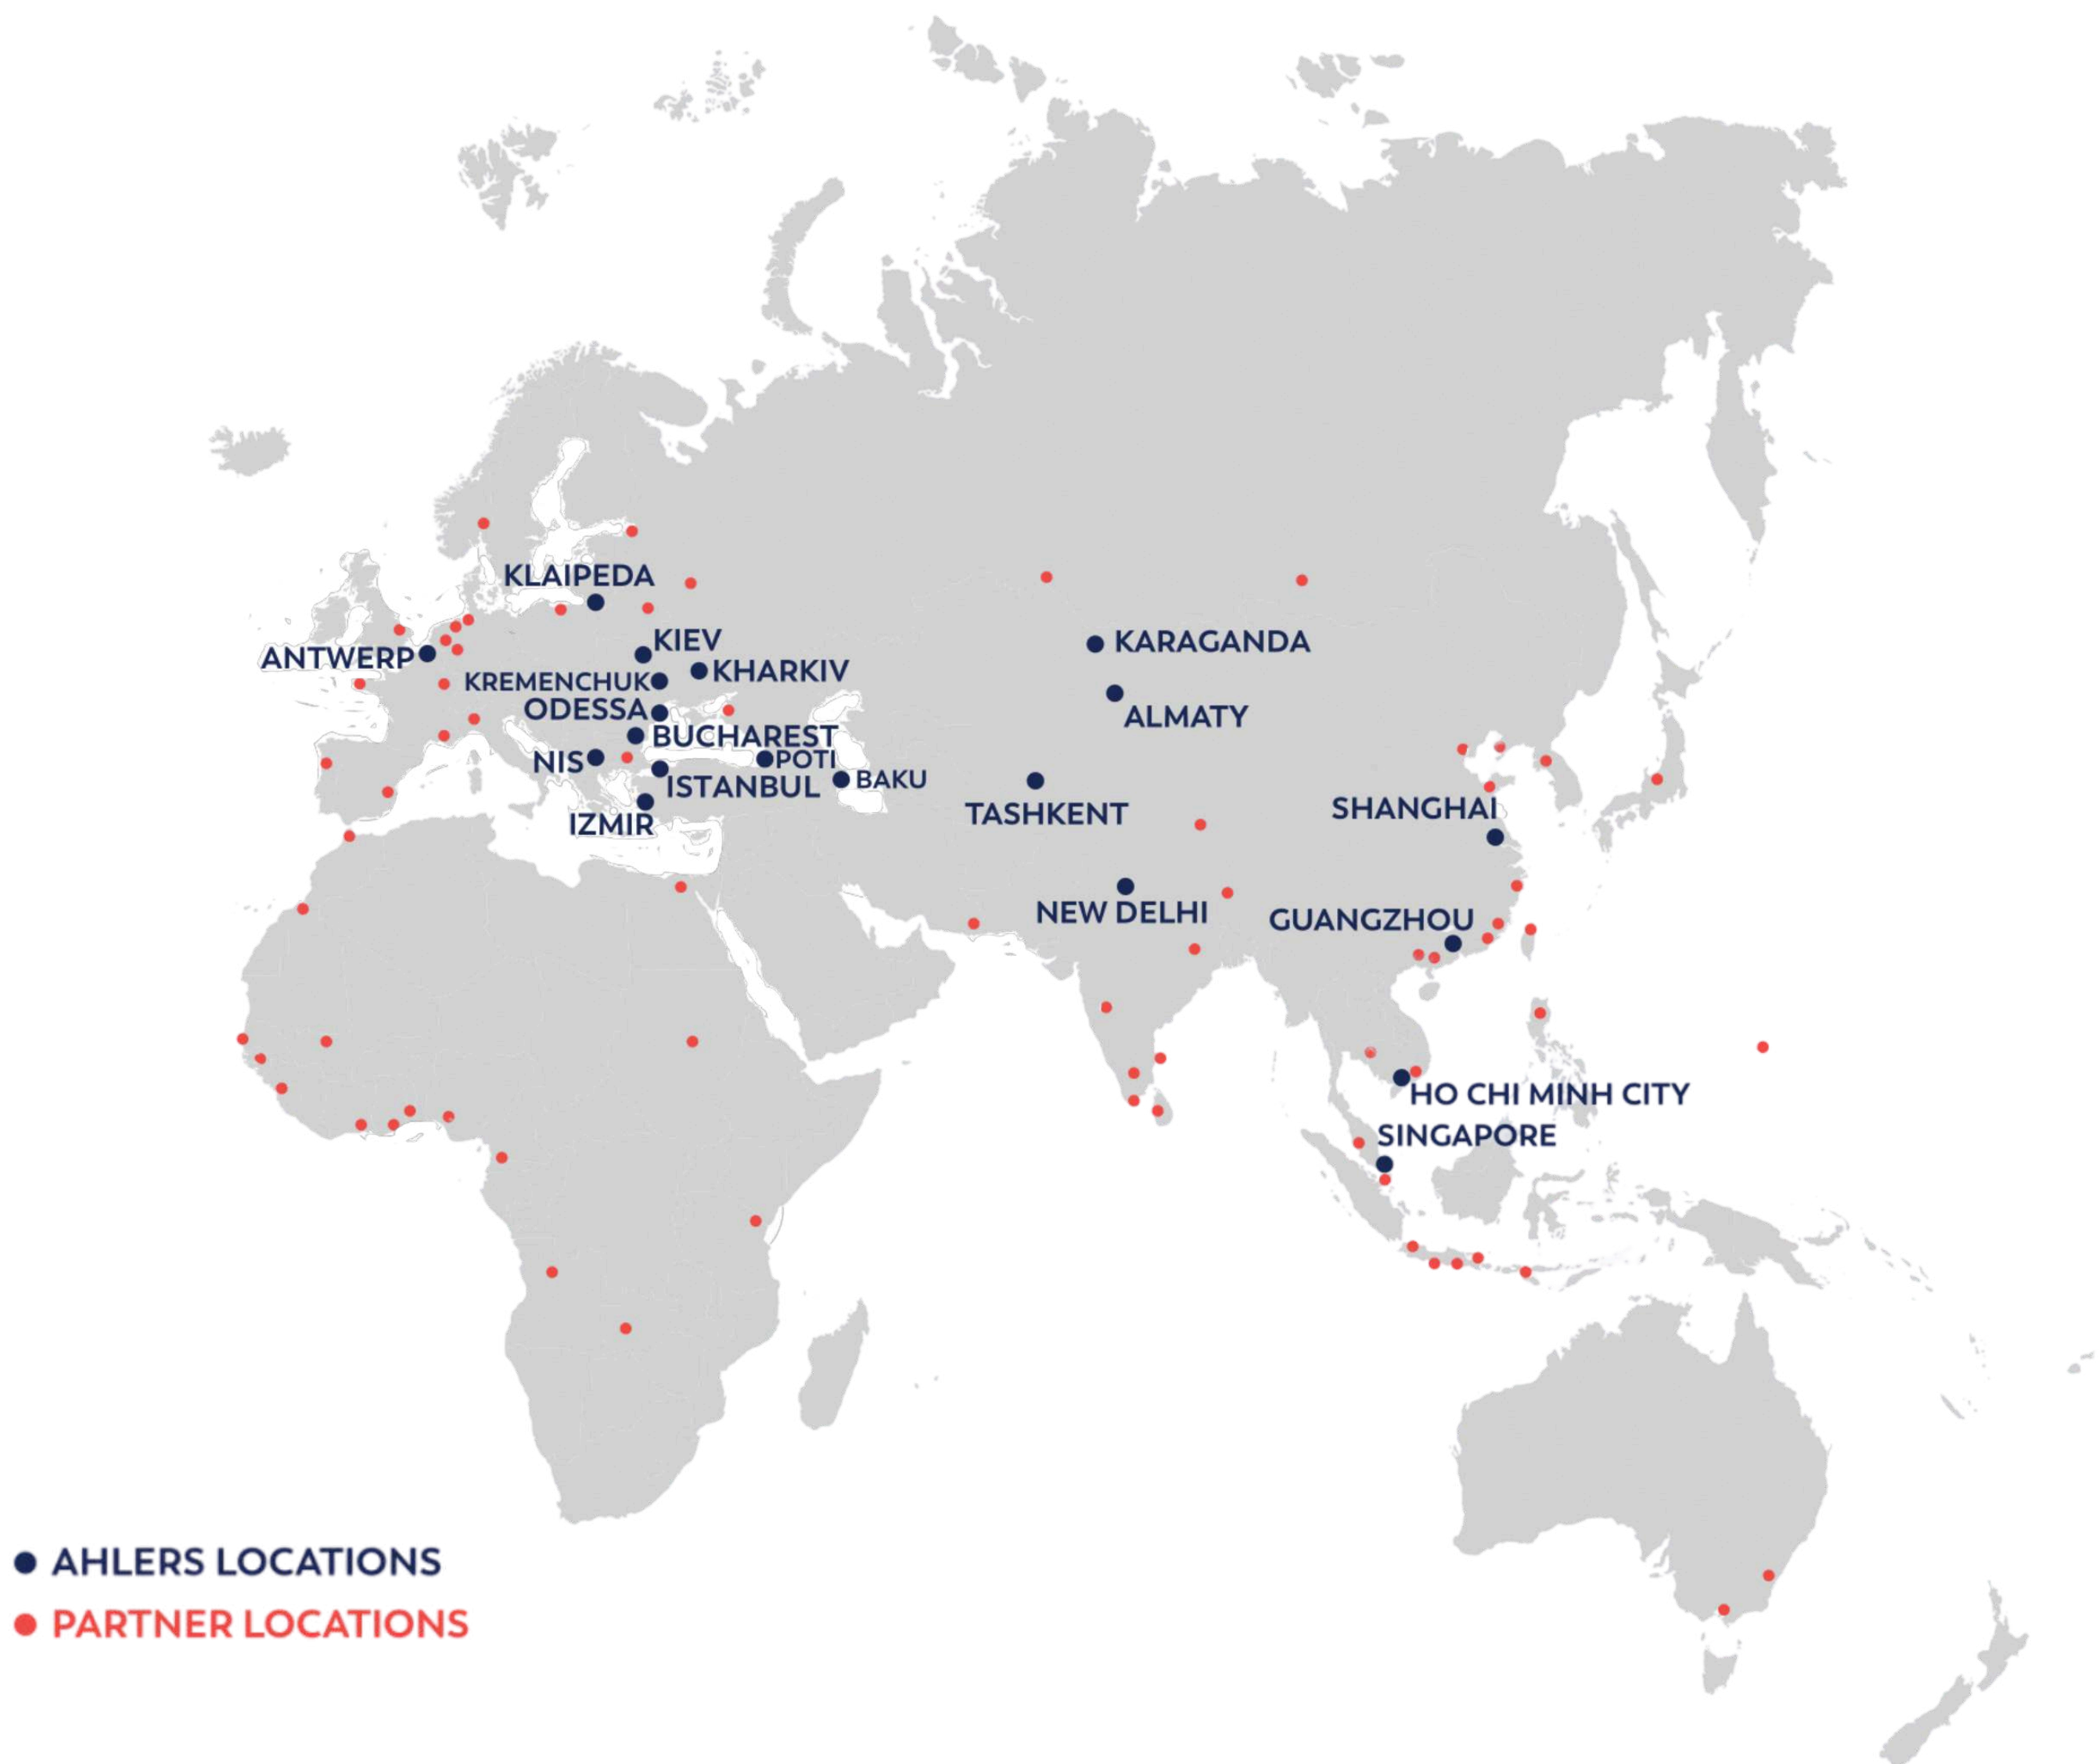 KLAIPEDA
KIEV
ANTWERP
KHARKIV
KARAGANDA
KREMENCHUK
ODESSA
ALMATY
BUCHAREST
NIS
POTI
BAKU
ISTANBUL
TASHKENT
SHANGHAI
IZMIR
NEW DELHI
GUANGZHOU
HO CHI MINH CITY
SINGAPORE
AHLERS LOCATIONS
PARTNER LOCATIONS